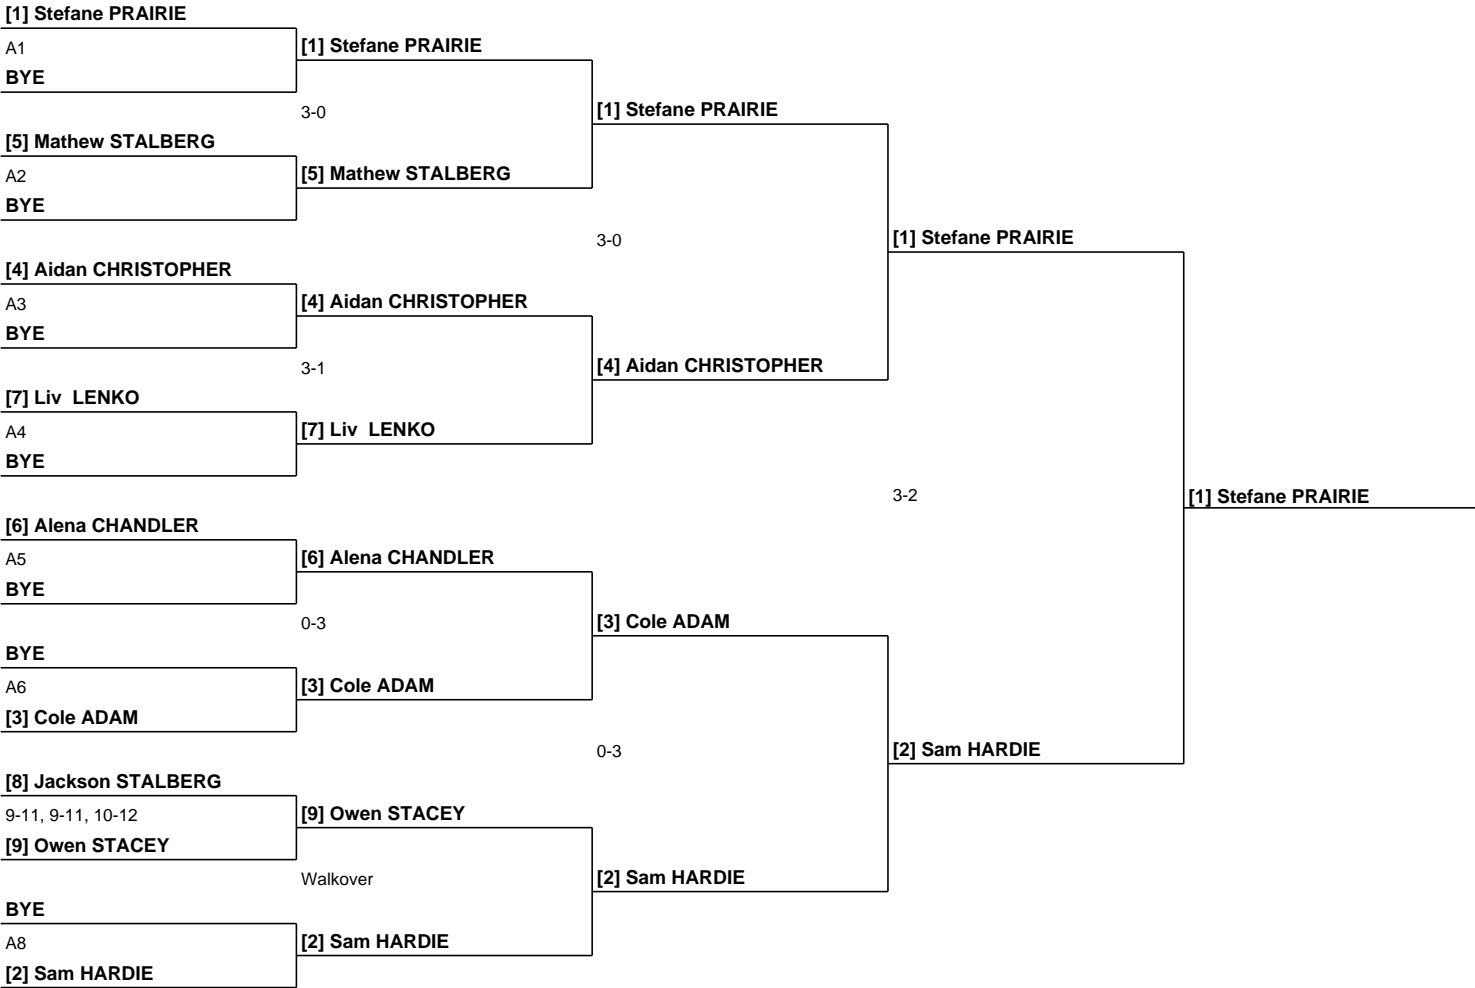 [1] Stefane PRAIRIE
A1
BYE
[1] Stefane PRAIRIE
3-0
[5] Mathew STALBERG
A2
BYE
[5] Mathew STALBERG
[1] Stefane PRAIRIE
3-0
[4] Aidan CHRISTOPHER
A3
BYE
[4] Aidan CHRISTOPHER
3-1
[7] Liv  LENKO
A4
BYE
[7] Liv  LENKO
[4] Aidan CHRISTOPHER
[1] Stefane PRAIRIE
3-2
[1] Stefane PRAIRIE
[6] Alena CHANDLER
A5
BYE
[6] Alena CHANDLER
0-3
BYE
A6
[3] Cole ADAM
[3] Cole ADAM
[3] Cole ADAM
0-3
[2] Sam HARDIE
[8] Jackson STALBERG
9-11, 9-11, 10-12
[9] Owen STACEY
[9] Owen STACEY
Walkover
[2] Sam HARDIE
BYE
A8
[2] Sam HARDIE
[2] Sam HARDIE